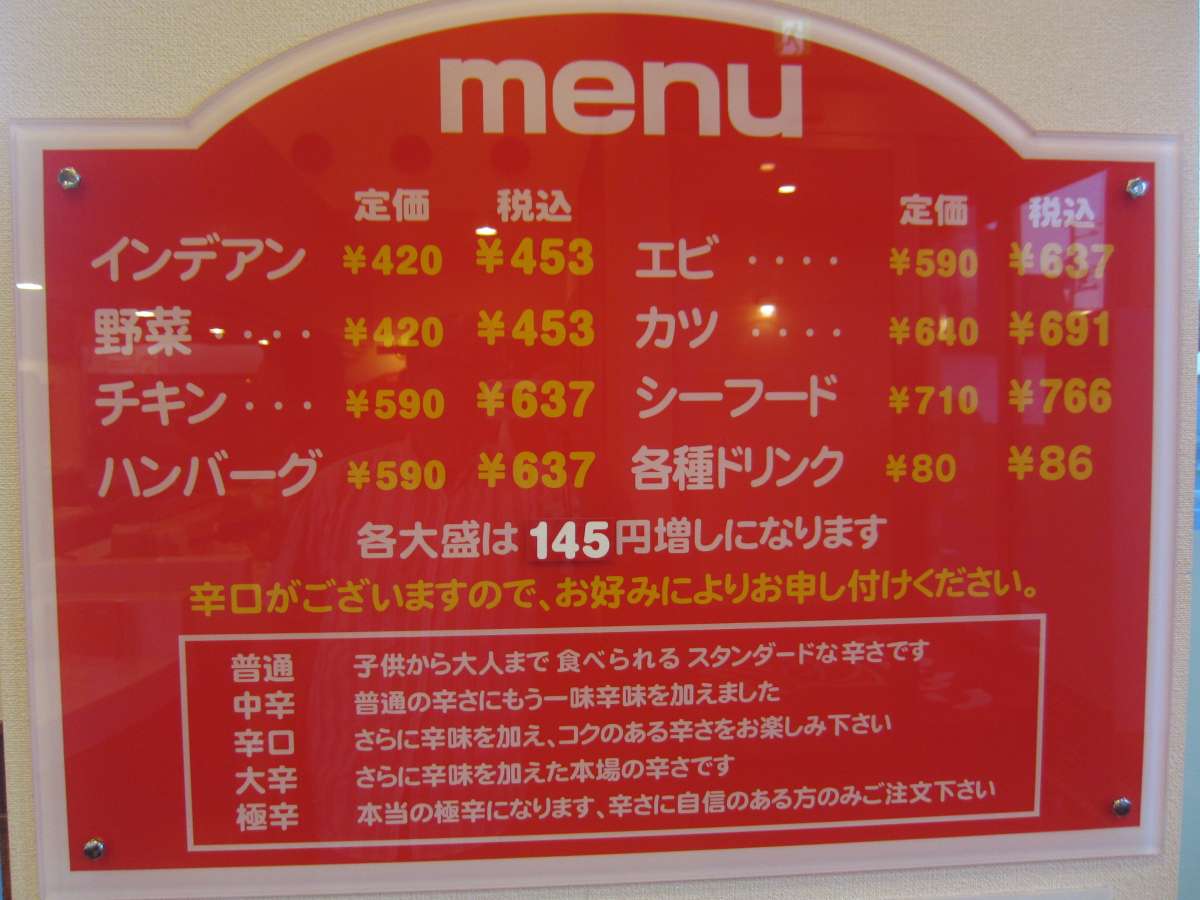 menu
定価 税込 定価 税込
インデアン ¥420 ¥453 エビ ・・・・ ¥590 ¥637
野菜 ・・・・ ¥420 ¥453 カツ ・・・・ ¥640 ¥691
チキン ・・・ ¥590 ¥637 シーフード ¥710 ¥766
ハンバーグ ¥590 ¥637 各種ドリンク ¥80 ¥86
各大盛は 145円増しになります
辛口がございますので、お好みによりお申し付けください。
普通 子供から大人まで 食べられる スタンダードな 辛さです
中辛 普通の辛さにもう一味辛味を加えました
辛口 さらに辛味を加え、コクのある辛さをお楽しみ下さい
大辛 さらに辛味を加えた本場の辛さです
極辛 本当の極辛になります、辛さに自信のある方のみご注文下さい